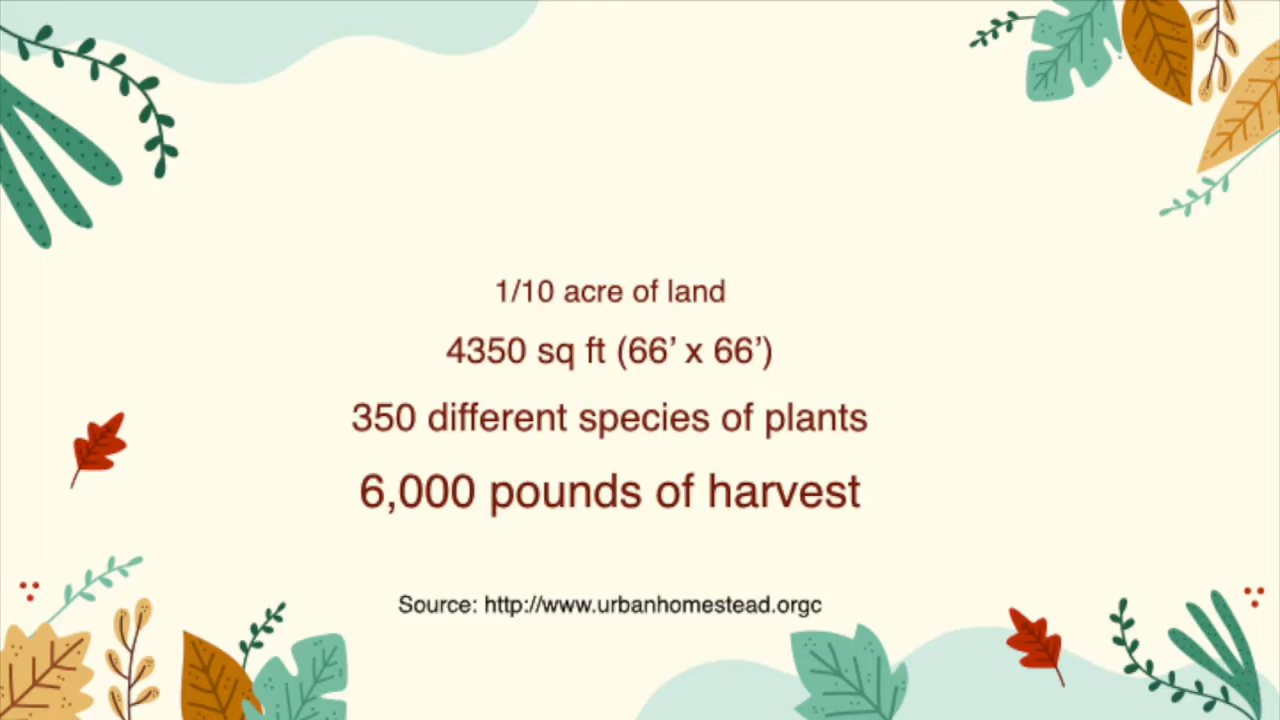 1/10 acre of land
4350 sq ft (66’ x 66’)
350 different species of plants
6,000 pounds of harvest
Source: http://www.urbanhomestead.orgc